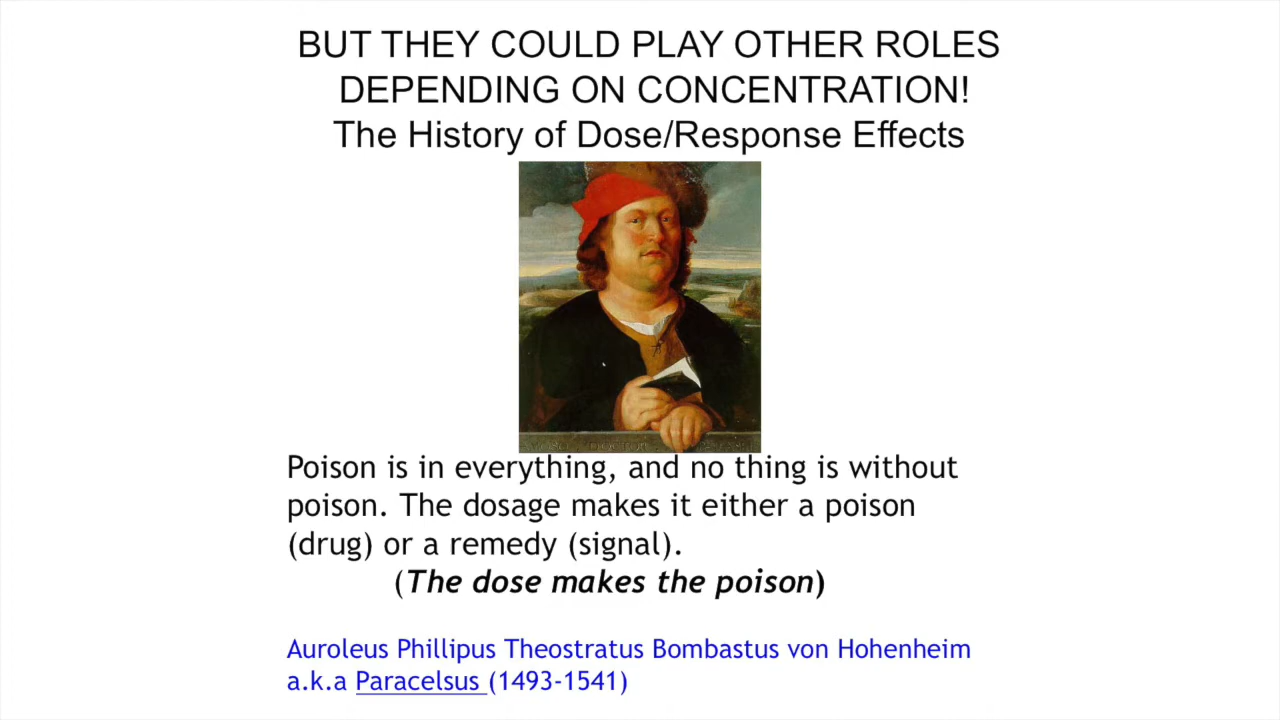 BUT THEY COULD PLAY OTHER ROLES
DEPENDING ON CONCENTRATION!
The History of Dose/Response Effects
DOCTOR
Poison is in everything, and no thing is without
poison. The dosage makes it either a poison
(drug) or a remedy (signal).
(The dose makes the poison)
Auroleus Phillipus Theostratus Bombastus von Hohenheim
a.k.a Paracelsus (1493-1541)